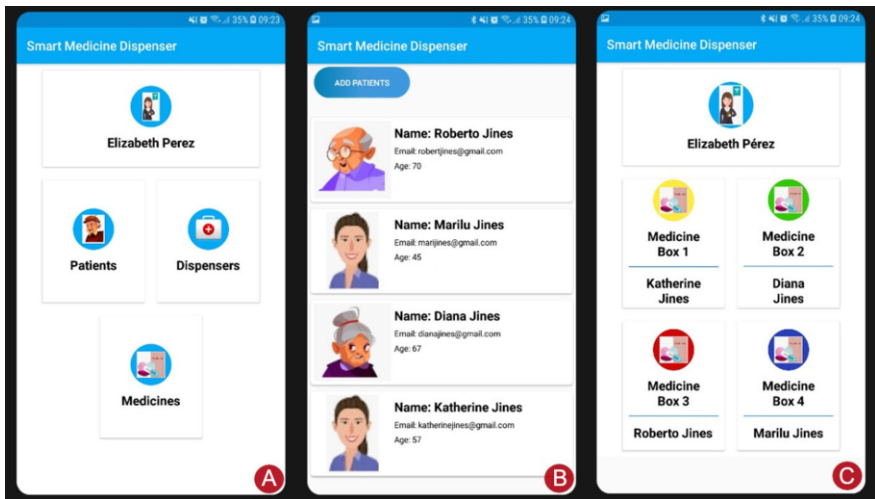 35% 09:23
Smart Medicine Dispenser
Elizabeth Perez
Patients
Dispensers
Medicines
A
35% 09:24
Smart Medicine Dispenser
ADD PATIENTS
Name: Roberto Jines
Email: robertjines@gmail.com
Age: 70
Name: Marilu Jines
Email: marijines@gmail.com
Age: 45
Name: Diana Jines
Email: dianajines@gmail.com
Age: 67
Name: Katherine Jines
Email: katherinejines@gmail.com
Age: 57
B
35% 09:24
Smart Medicine Dispenser
Elizabeth Pérez
Medicine
Box 1
Katherine
Jines
Medicine
Box 2
Diana
Jines
Medicine
Box 3
Roberto Jines
Medicine
Box 4
Marilu Jines
C